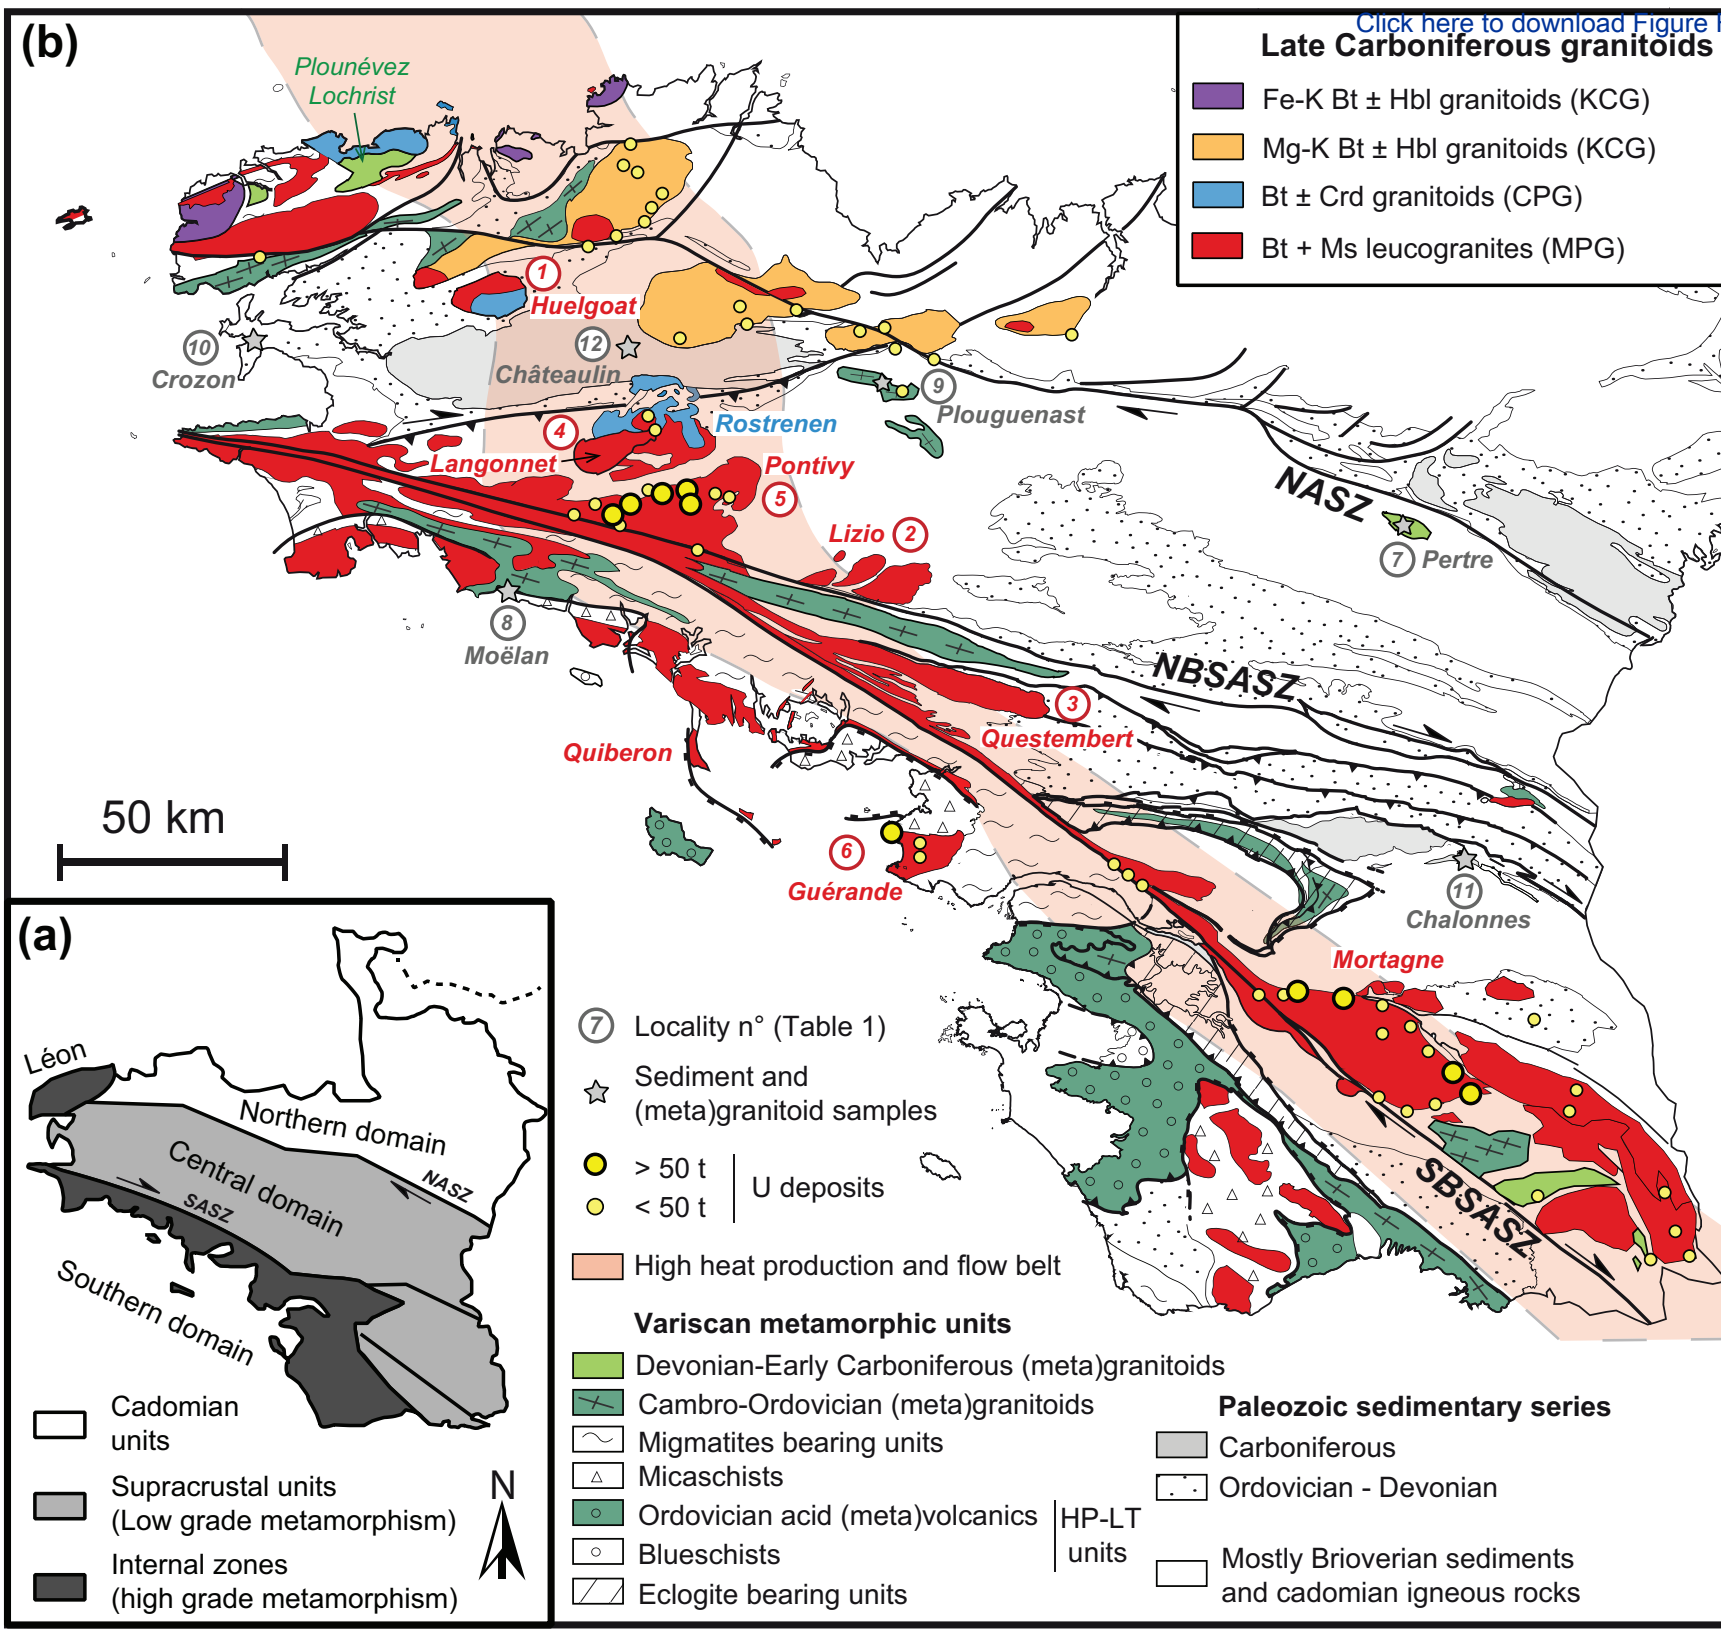 (b)
Click here to download Figure
Late Carboniferous granitoids
Fe-K Bt ± Hbl granitoids (KCG)
Mg-K Bt ± Hbl granitoids (KCG)
Bt ± Crd granitoids (CPG)
Bt + Ms leucogranites (MPG)
Plounévez
Lochrist
1
Huelgoat
10
Crozon
12
Châteaulin
9
Plouguenast
4
Rostrenen
Langonnet
Pontivy
5
NASZ
Lizio 2
7 Pertre
8
Moëlan
NBSASZ
3
Questembert
Quiberon
50 km
6
Guérande
11
Chalonnes
Mortagne
SBSASZ
(a)
Léon
Northern domain
Central domain
NASZ
SASZ
Southern domain
Cadomian
units
Supracrustal units
(Low grade metamorphism)
Internal zones
(high grade metamorphism)
N
7 Locality n° (Table 1)
Sediment and
(meta)granitoid samples
> 50 t
< 50 t
U deposits
High heat production and flow belt
Variscan metamorphic units
Devonian-Early Carboniferous (meta)granitoids
Cambro-Ordovician (meta)granitoids
Migmatites bearing units
Micaschists
Ordovician acid (meta)volcanics
Blueschists
Eclogite bearing units
HP-LT
units
Paleozoic sedimentary series
Carboniferous
Ordovician - Devonian
Mostly Brioverian sediments
and cadomian igneous rocks